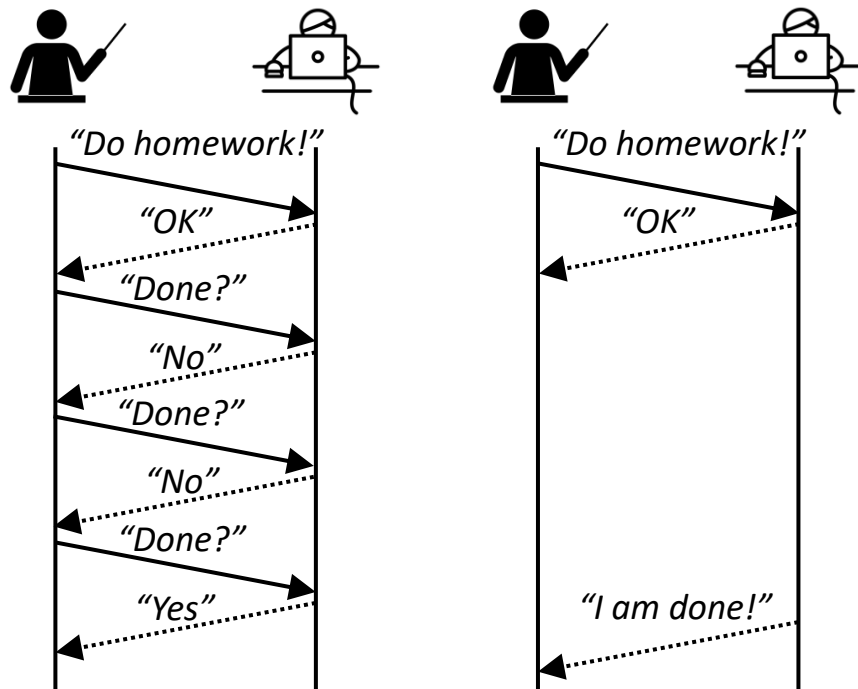 “Do homework!”
“OK”
“Done?”
“No”
“Done?”
“No”
“Done?”
“Yes”
“Do homework!”
“OK”
“I am done!”